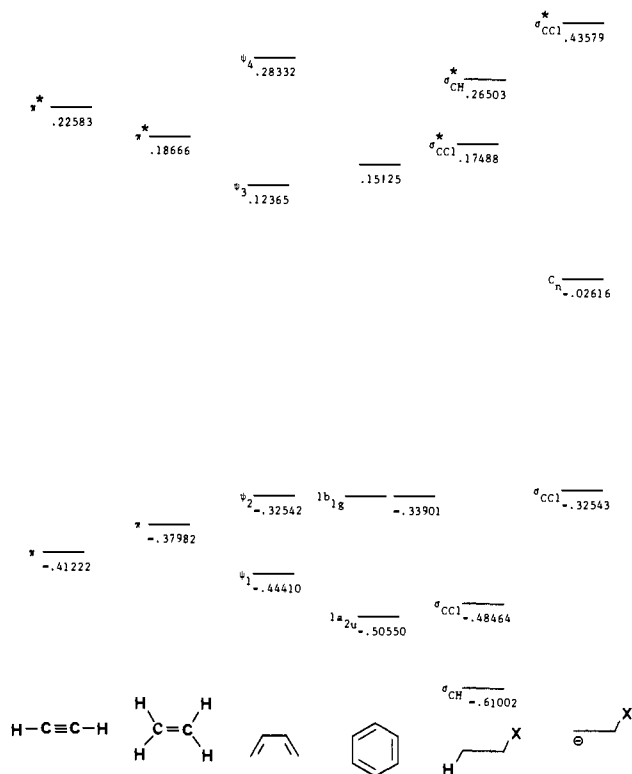 σ*CCl .43579
ψ4 .28332
σ*CH .26503
π* .22583
π* .18666
σ*CCl .17488
.15125
ψ3 .12365
Cn -.02616
ψ2 -.32542
1b1g -.33901
σCCl -.32543
π -.37982
π -.41222
ψ1 -.44410
σCCl -.48464
1a2u -.50550
σCH -.61002
H H X X
H-C≡C-H C=C ⊖
H H H